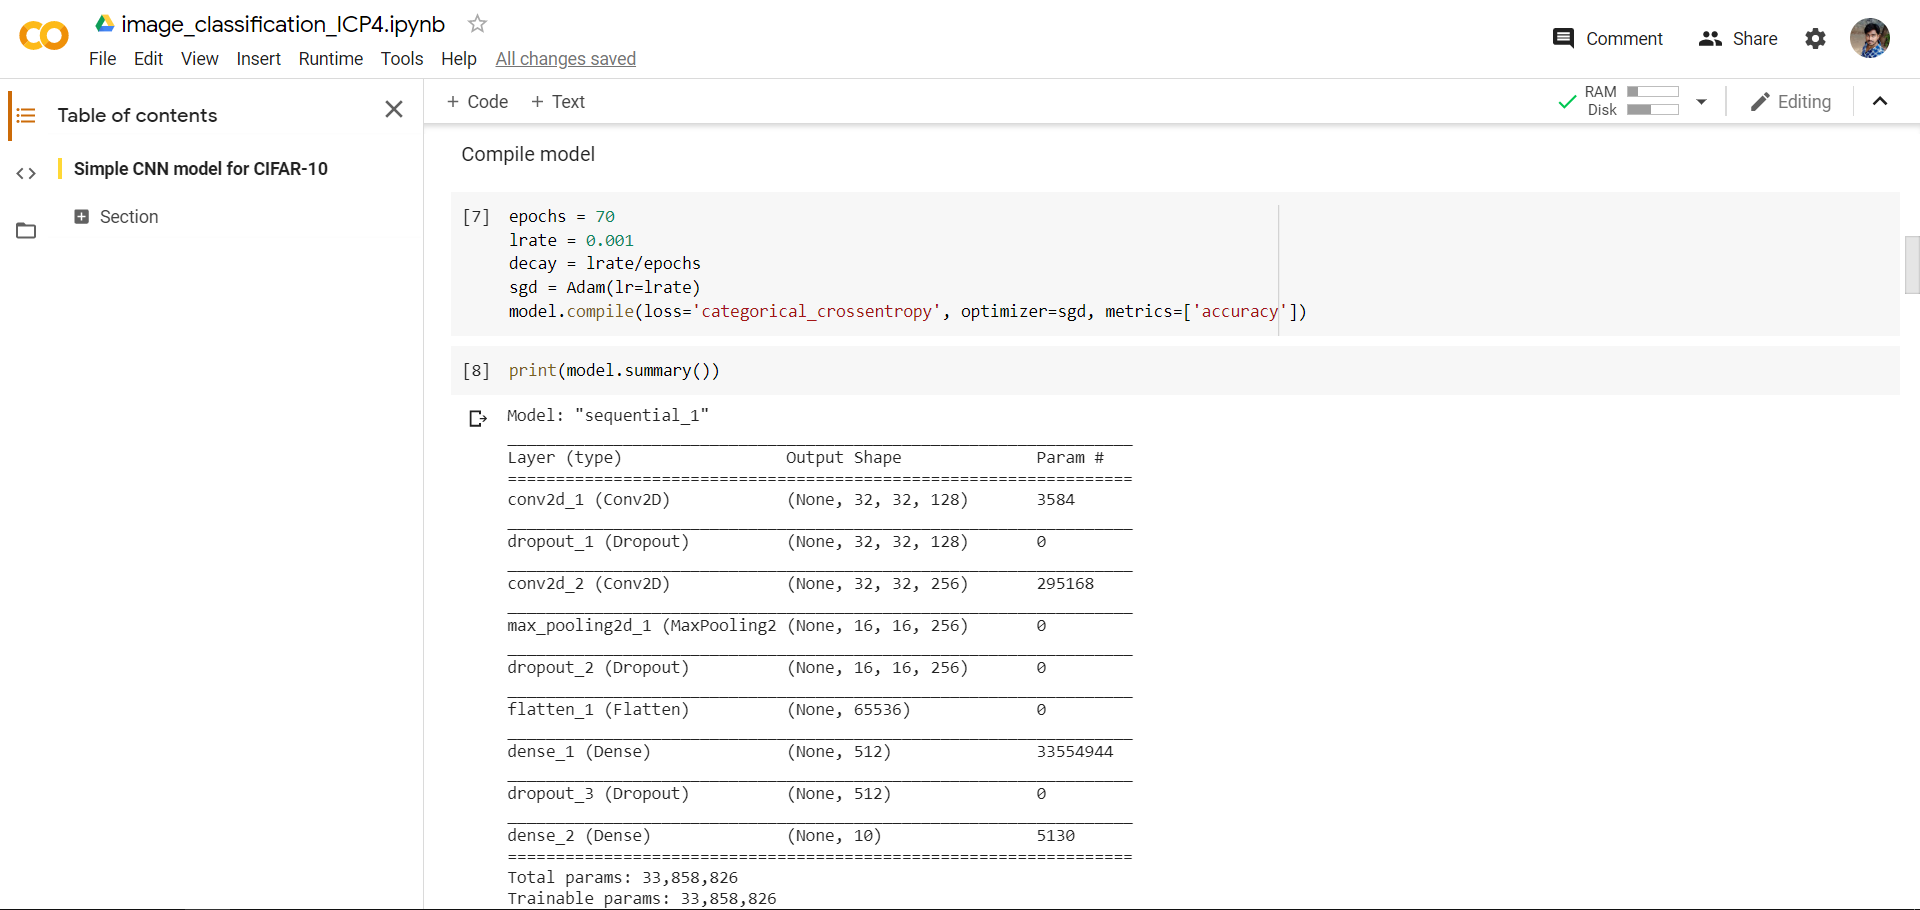 image_classification_ICP4.ipynb
File Edit View Insert Runtime Tools Help All changes saved
Comment Share
Table of contents
Simple CNN model for CIFAR-10
Section
+ Code + Text
RAM
Disk
Editing
Compile model
[7] epochs = 70
lrate = 0.001
decay = lrate/epochs
sgd = Adam(lr=lrate)
model.compile(loss='categorical_crossentropy', optimizer=sgd, metrics=['accuracy'])
[8] print(model.summary())
Model: "sequential_1"
_________________________________________________________________
Layer (type)                 Output Shape              Param #
=================================================================
conv2d_1 (Conv2D)            (None, 32, 32, 128)       3584
_________________________________________________________________
dropout_1 (Dropout)          (None, 32, 32, 128)       0
_________________________________________________________________
conv2d_2 (Conv2D)            (None, 32, 32, 256)       295168
_________________________________________________________________
max_pooling2d_1 (MaxPooling2 (None, 16, 16, 256)       0
_________________________________________________________________
dropout_2 (Dropout)          (None, 16, 16, 256)       0
_________________________________________________________________
flatten_1 (Flatten)          (None, 65536)             0
_________________________________________________________________
dense_1 (Dense)              (None, 512)               33554944
_________________________________________________________________
dropout_3 (Dropout)          (None, 512)               0
_________________________________________________________________
dense_2 (Dense)              (None, 10)                5130
=================================================================
Total params: 33,858,826
Trainable params: 33,858,826